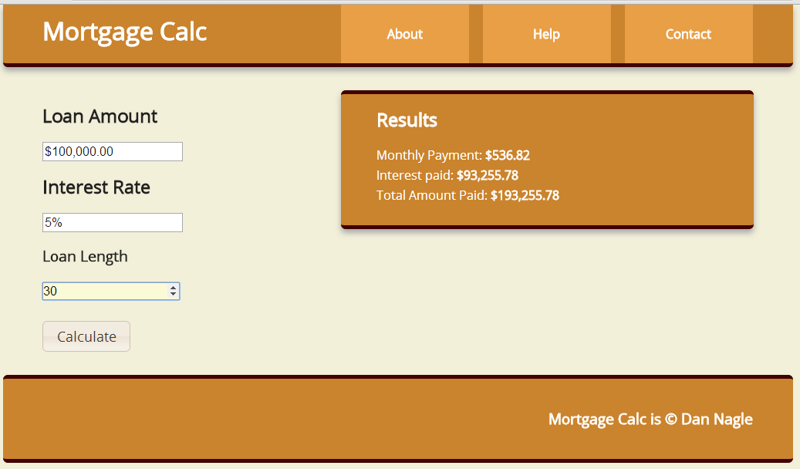 Mortgage Calc
About
Help
Contact
Loan Amount
$100,000.00
Interest Rate
5%
Loan Length
30
Calculate
Results
Monthly Payment: $536.82
Interest paid: $93,255.78
Total Amount Paid: $193,255.78
Mortgage Calc is © Dan Nagle